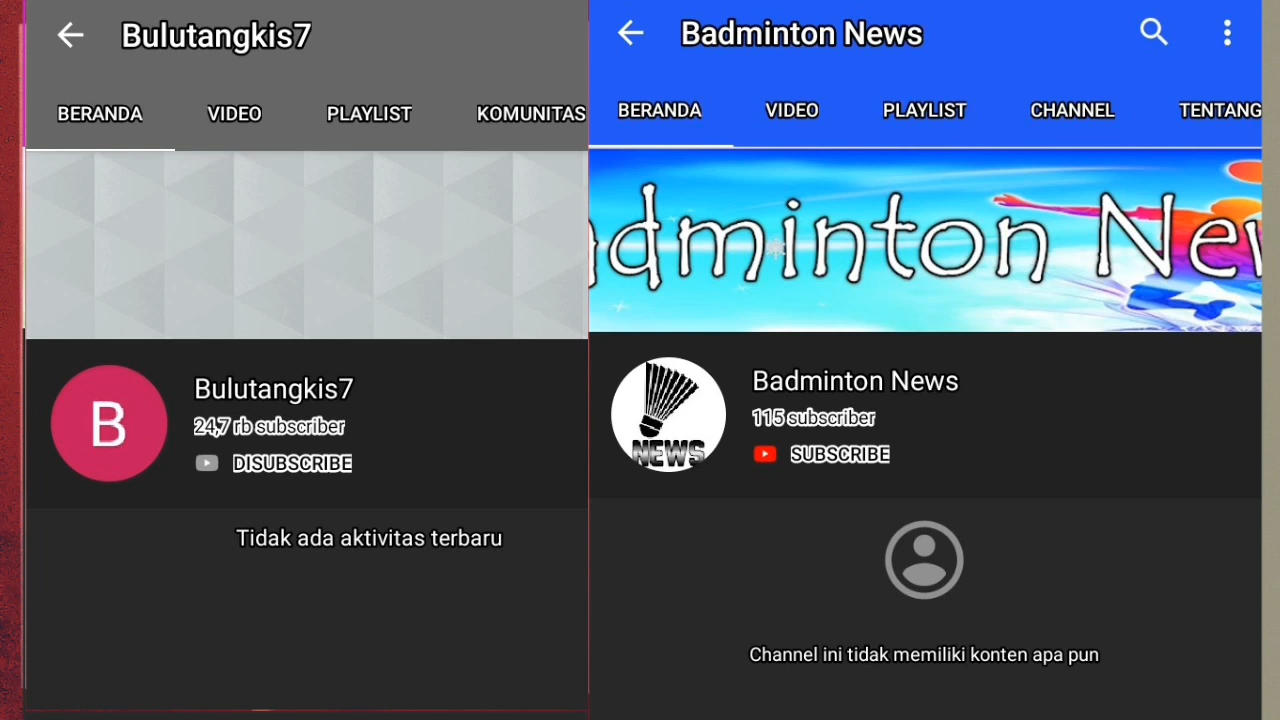 Bulutangkis7
BERANDA VIDEO PLAYLIST KOMUNITAS
B
Bulutangkis7
24,7 rb subscriber
DISUBSCRIBE
Tidak ada aktivitas terbaru
Badminton News
BERANDA VIDEO PLAYLIST CHANNEL TENTANG
adminton New
NEWS
Badminton News
115 subscriber
SUBSCRIBE
Channel ini tidak memiliki konten apa pun